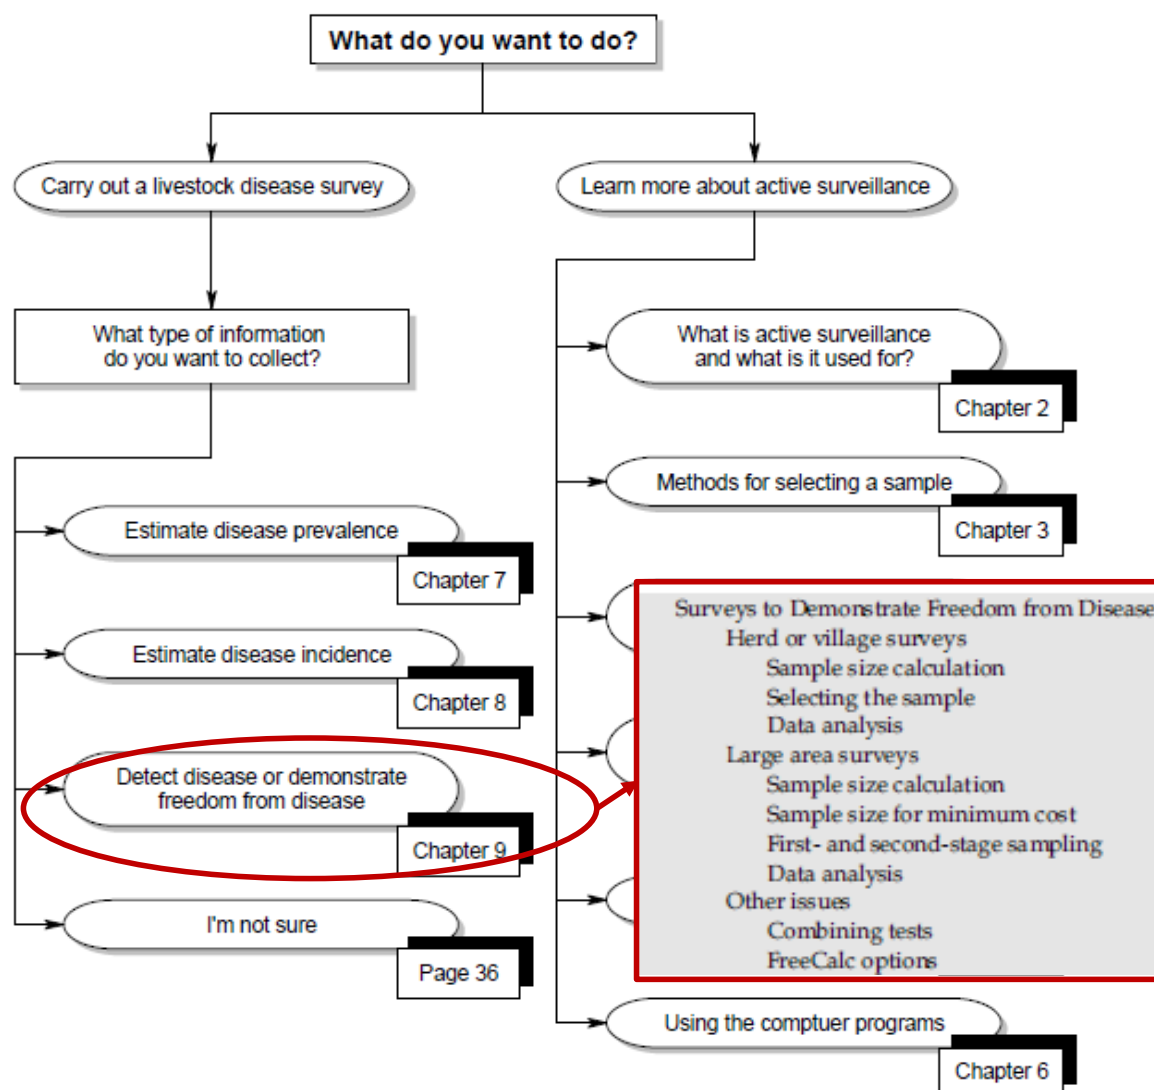 What do you want to do?
Carry out a livestock disease survey
Learn more about active surveillance
What type of information
do you want to collect?
What is active surveillance
and what is it used for?
Chapter 2
Methods for selecting a sample
Chapter 3
Estimate disease prevalence
Chapter 7
Estimate disease incidence
Chapter 8
Detect disease or demonstrate
freedom from disease
Chapter 9
I'm not sure
Page 36
Surveys to Demonstrate Freedom from Disease
Herd or village surveys
Sample size calculation
Selecting the sample
Data analysis
Large area surveys
Sample size calculation
Sample size for minimum cost
First- and second-stage sampling
Data analysis
Other issues
Combining tests
FreeCalc options
Using the comptuer programs
Chapter 6